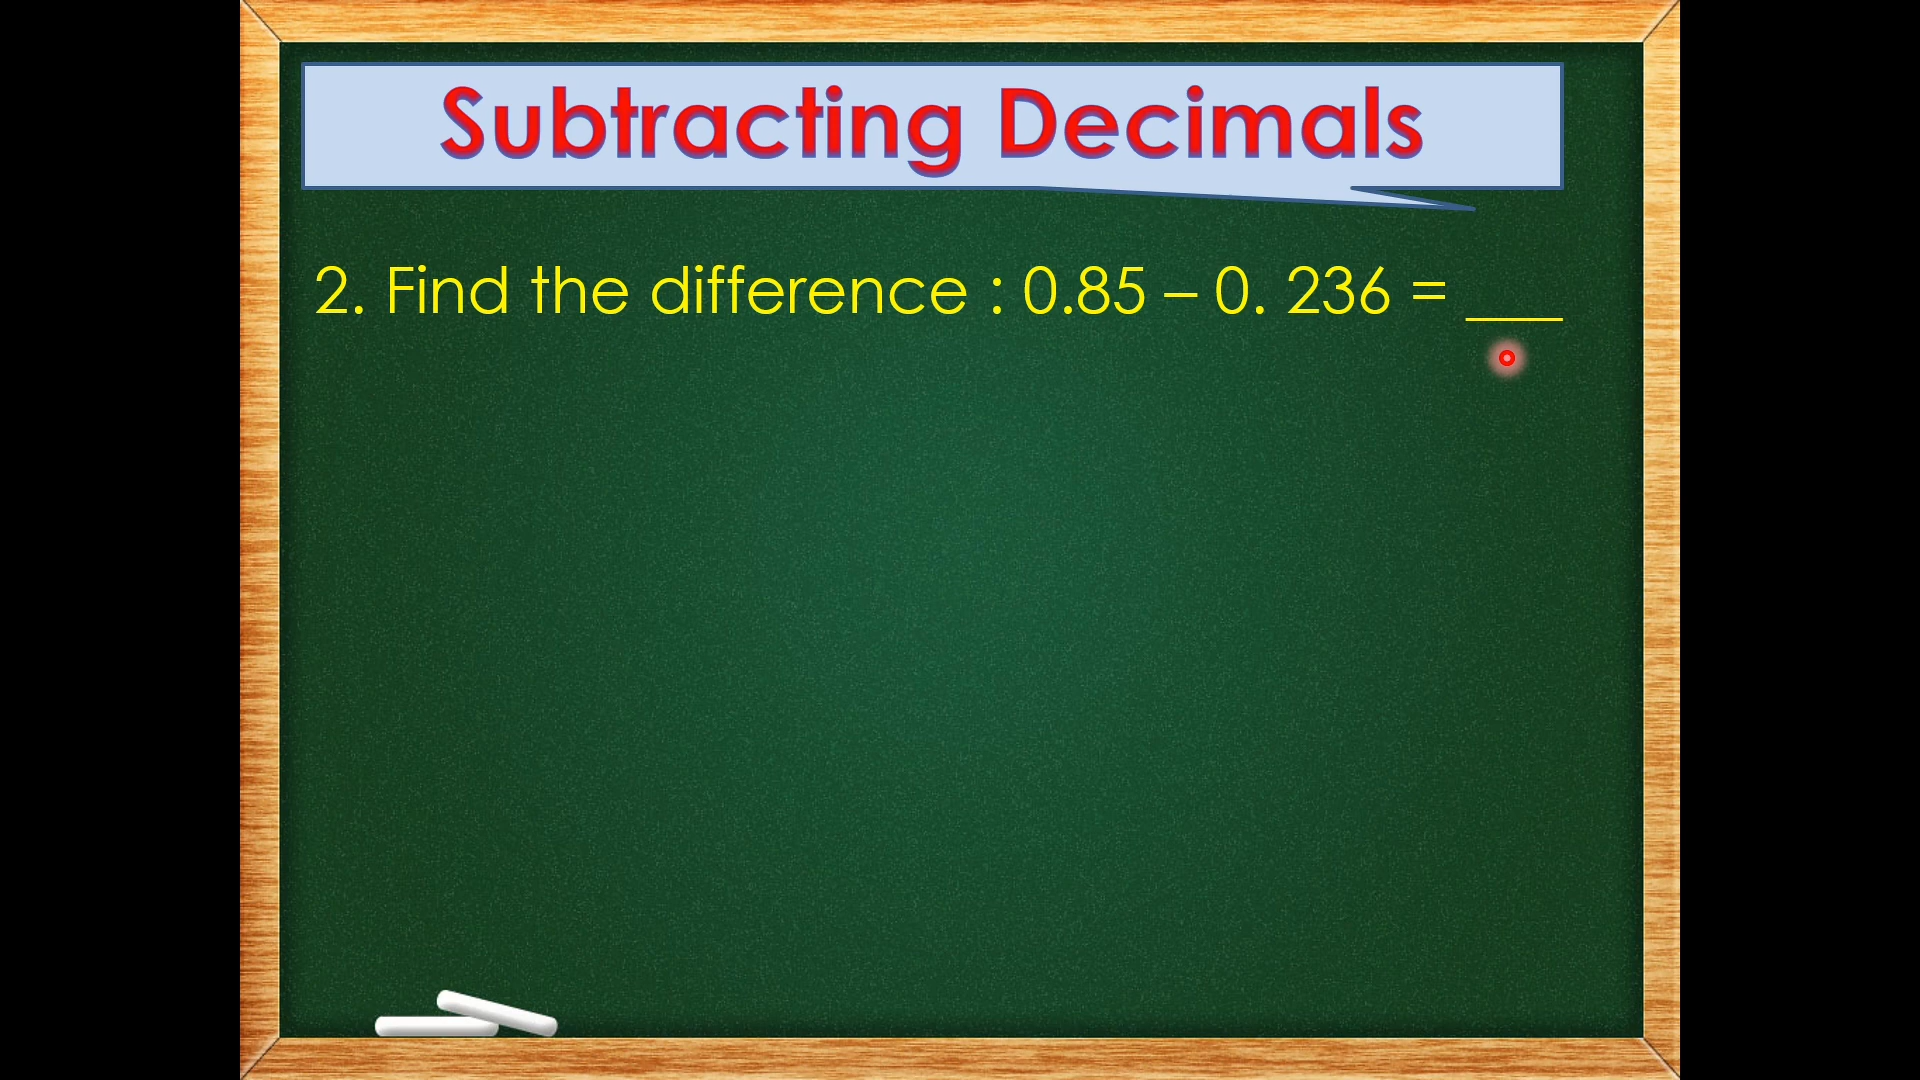 Subtracting Decimals
2. Find the difference : 0.85 – 0. 236 = ___